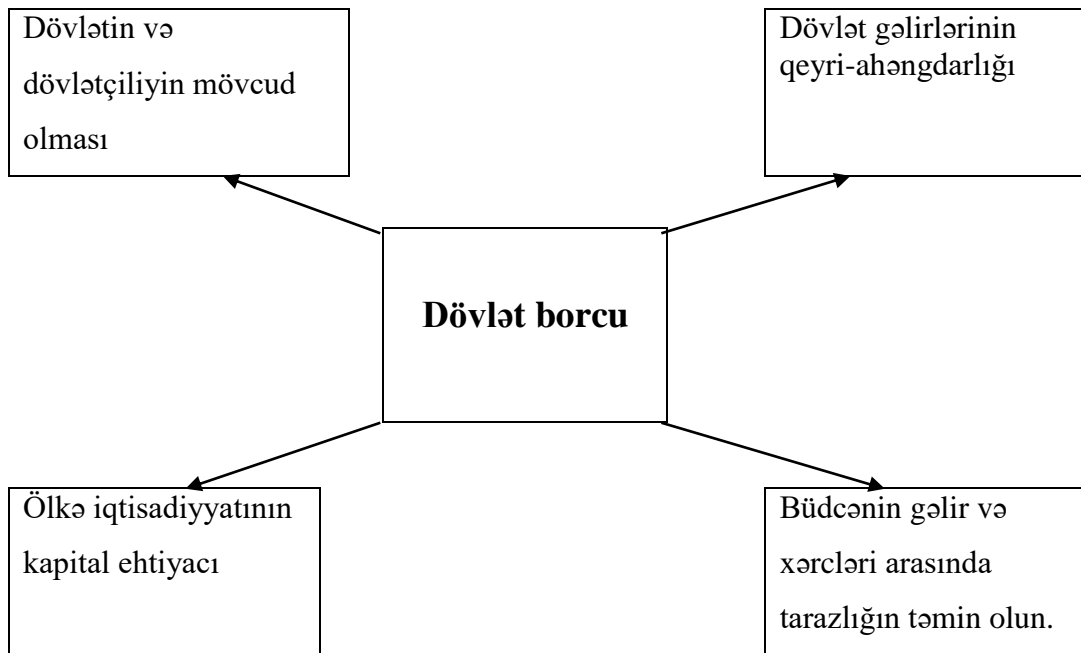 Dövlətin və
dövlətçiliyin mövcud
olması
Dövlət gəlirlərinin
qeyri-ahəngdarlığı
Dövlət borcu
Ölkə iqtisadiyyatının
kapital ehtiyacı
Büdcənin gəlir və
xərcləri arasında
tarazlığın təmin olun.